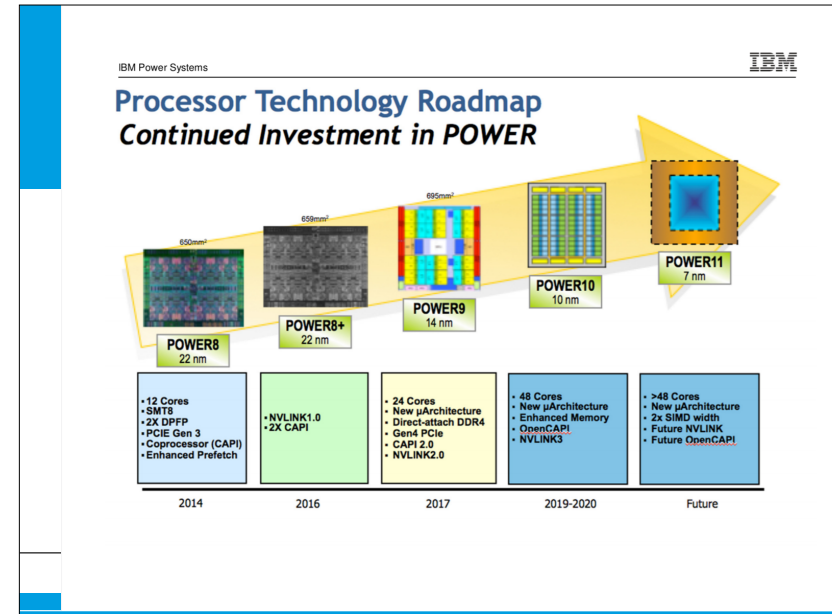 IBM Power Systems
IBM
Processor Technology Roadmap
Continued Investment in POWER
650mm²
659mm²
695mm²
POWER8
22 nm
POWER8+
22 nm
POWER9
14 nm
POWER10
10 nm
POWER11
7 nm
• 12 Cores
• SMT8
• 2X DPFP
• PCIE Gen 3
• Coprocessor (CAPI)
• Enhanced Prefetch
• NVLINK1.0
• 2X CAPI
• 24 Cores
• New µArchitecture
• Direct-attach DDR4
• Gen4 PCIe
• CAPI 2.0
• NVLINK2.0
• 48 Cores
• New µArchitecture
• Enhanced Memory
• OpenCAPI
• NVLINK3
• >48 Cores
• New µArchitecture
• 2x SIMD width
• Future NVLINK
• Future OpenCAPI
2014
2016
2017
2019-2020
Future